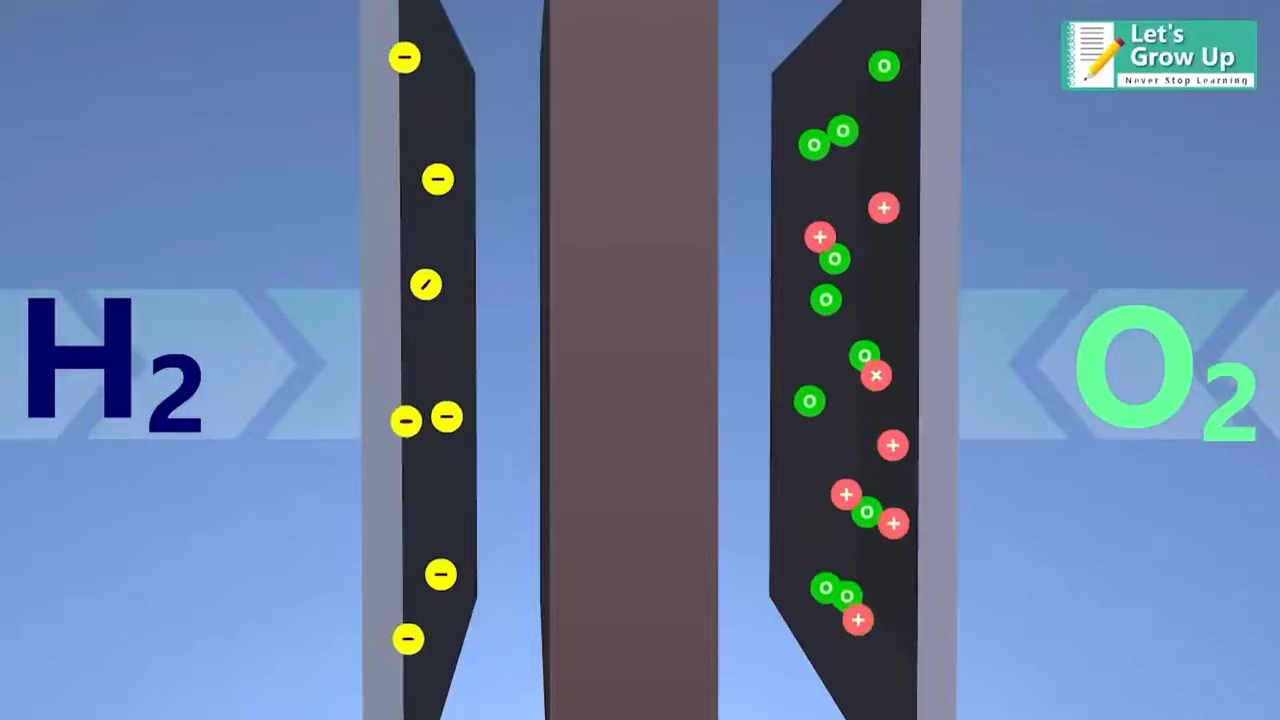 Let's
Grow Up
Never Stop Learning
O
O
O
+
+
O
O
O
+
O
+
+
O
+
O
O
+
−
−
−
−
−
−
−
H2
O2